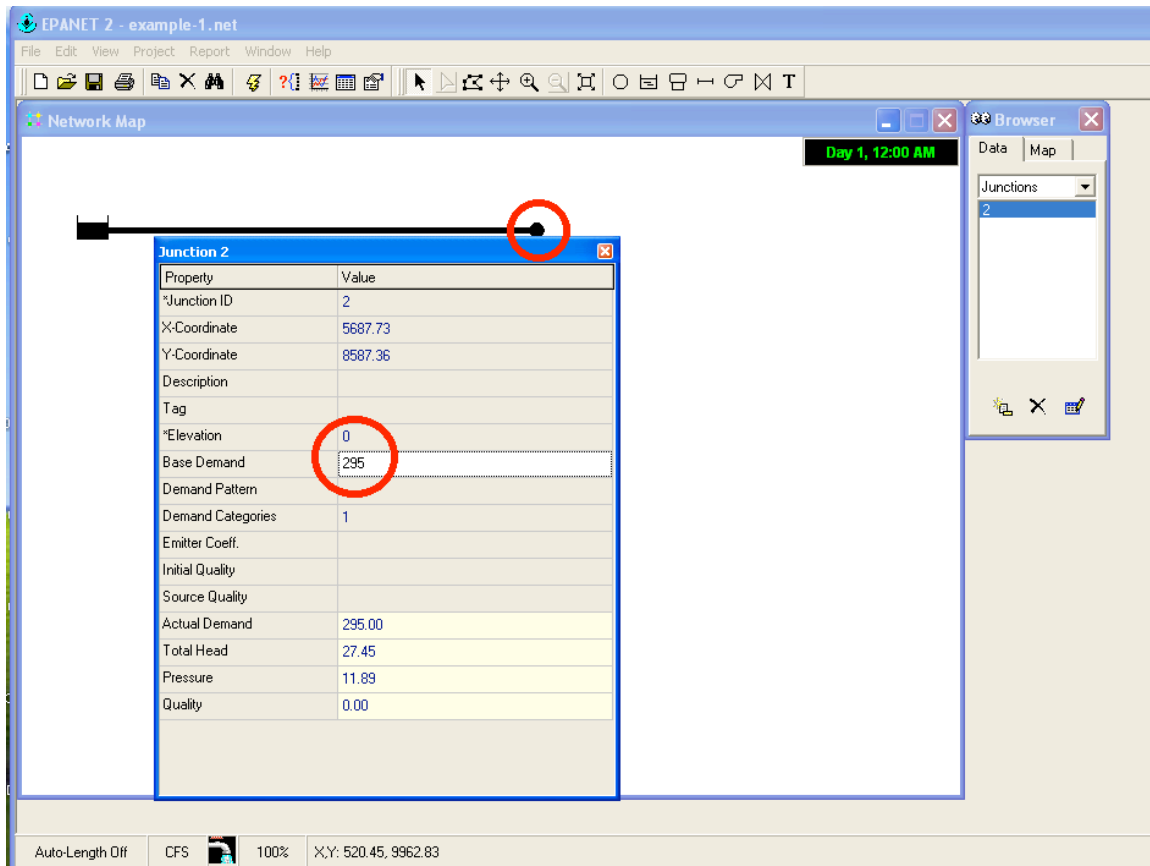 EPANET 2 - example-1.net
File Edit View Project Report Window Help
T
Network Map
Day 1, 12:00 AM
Browser
Data Map
Junctions
2
Junction 2
Property Value
*Junction ID 2
X-Coordinate 5687.73
Y-Coordinate 8587.36
Description
Tag
*Elevation 0
Base Demand 295
Demand Pattern
Demand Categories 1
Emitter Coeff.
Initial Quality
Source Quality
Actual Demand 295.00
Total Head 27.45
Pressure 11.89
Quality 0.00
Auto-Length Off CFS 100% X,Y: 520.45, 9962.83